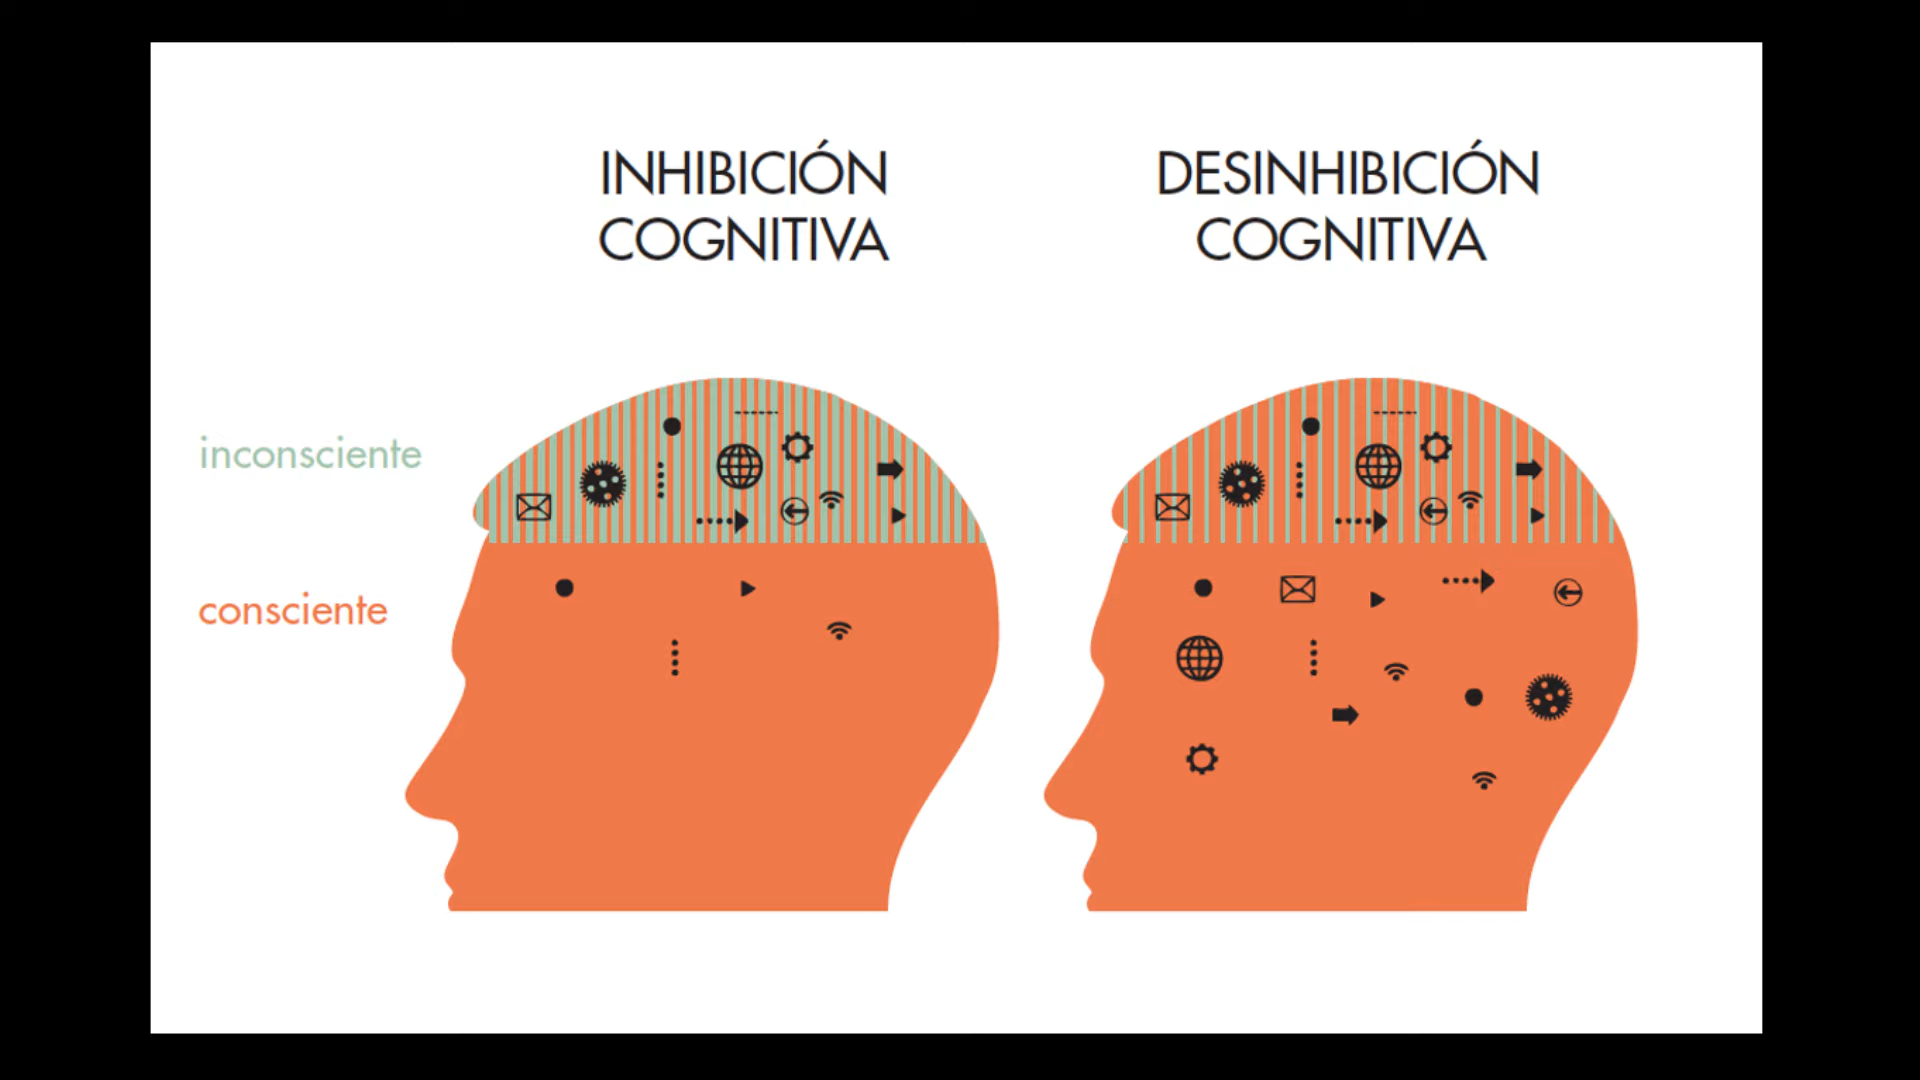 INHIBICIÓN
COGNITIVA
DESINHIBICIÓN
COGNITIVA
inconsciente
consciente